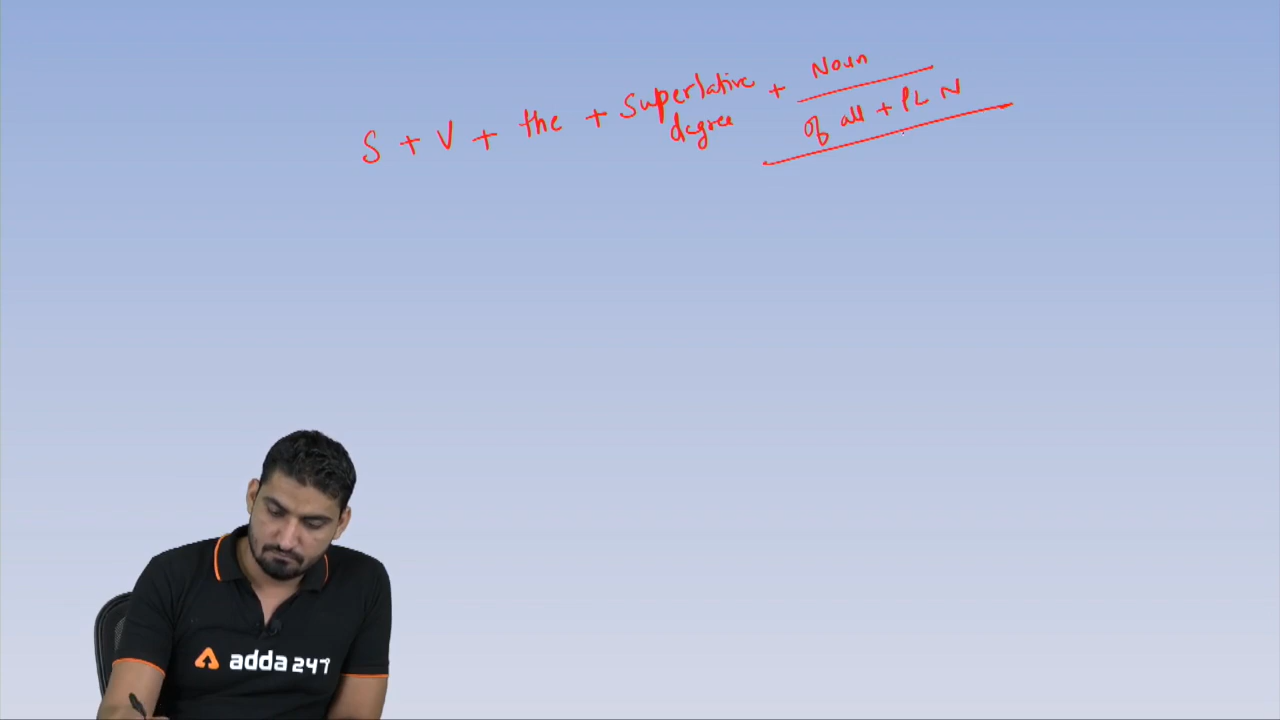 S + V + the + Superlative degree + Noun
of all + PL N
adda 247